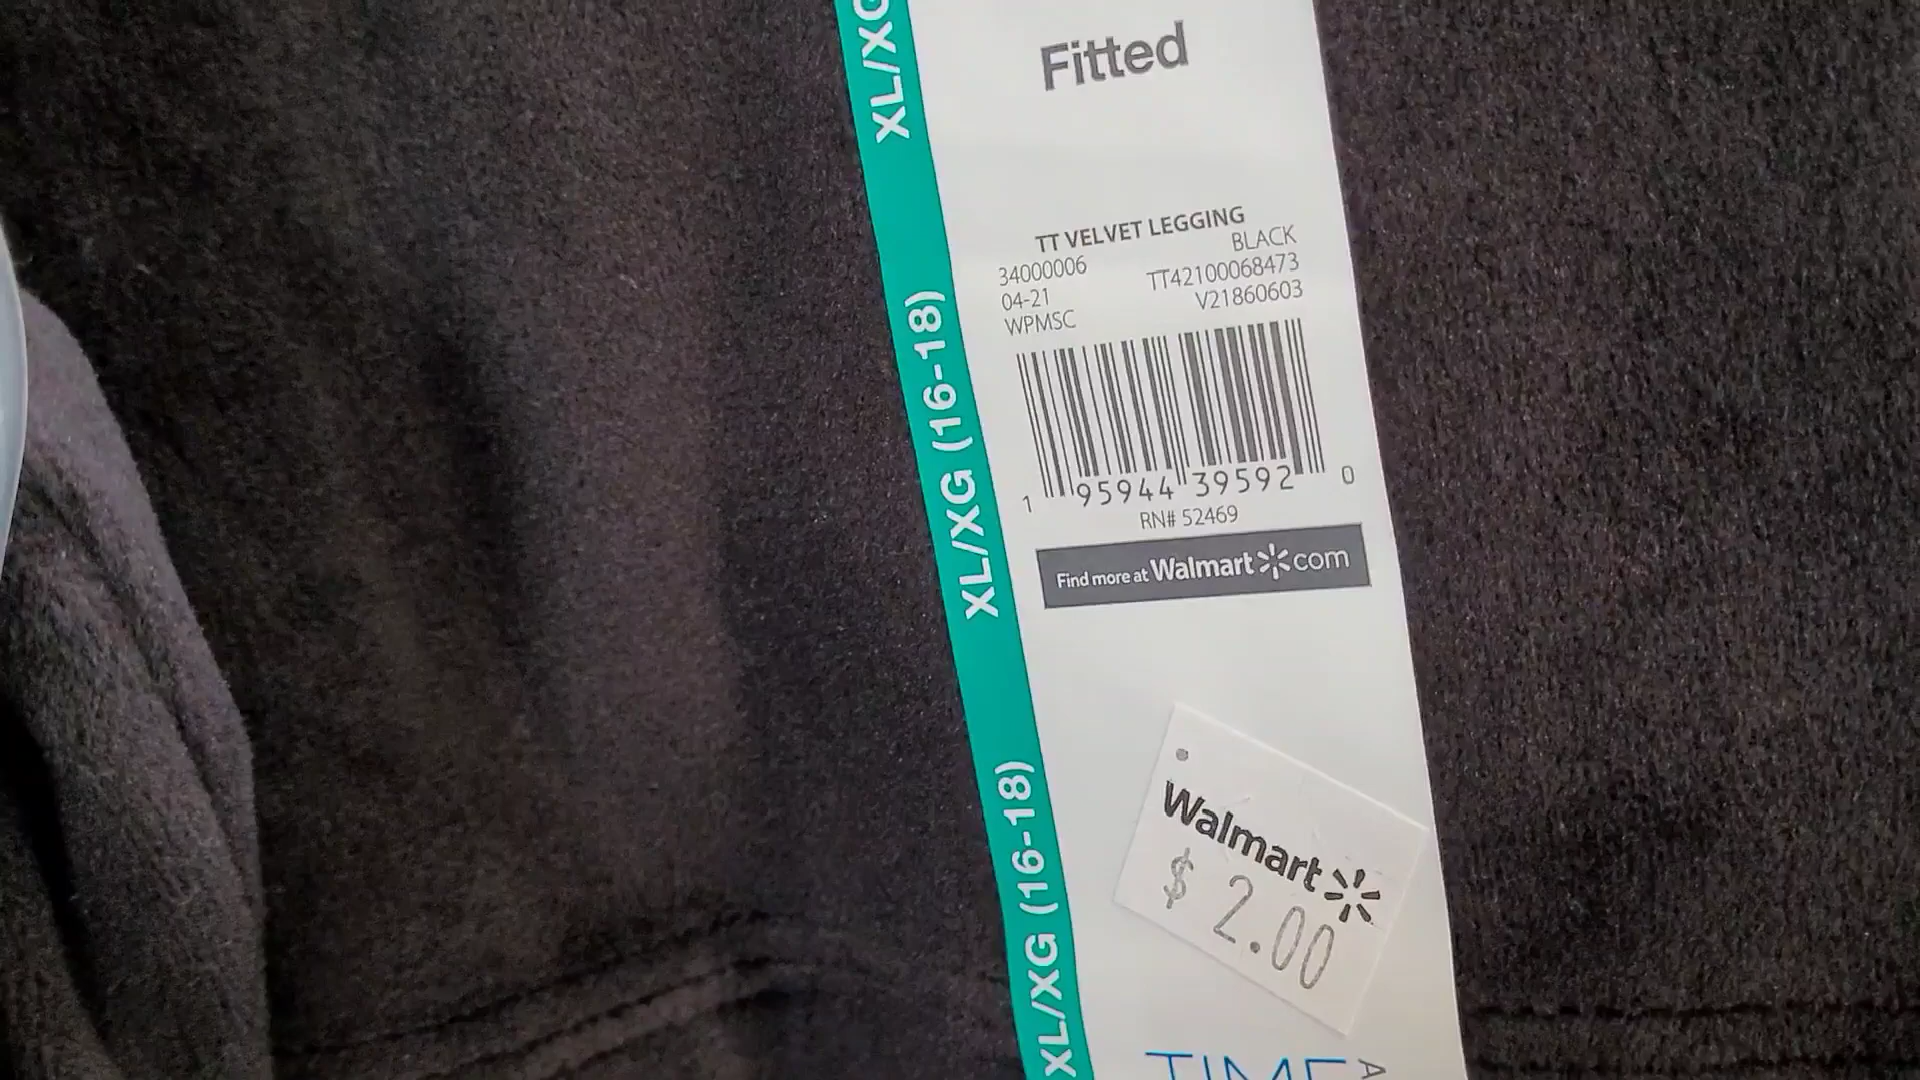 XL/XG
Fitted
TT VELVET LEGGING
BLACK
34000006
TT42100068473
04-21
V21860603
WPMSC
XL/XG (16-18)
1 95944 39592 0
RN# 52469
Find more at Walmart com
Walmart
$ 2.00
XL/XG (16-18)
TIME
A